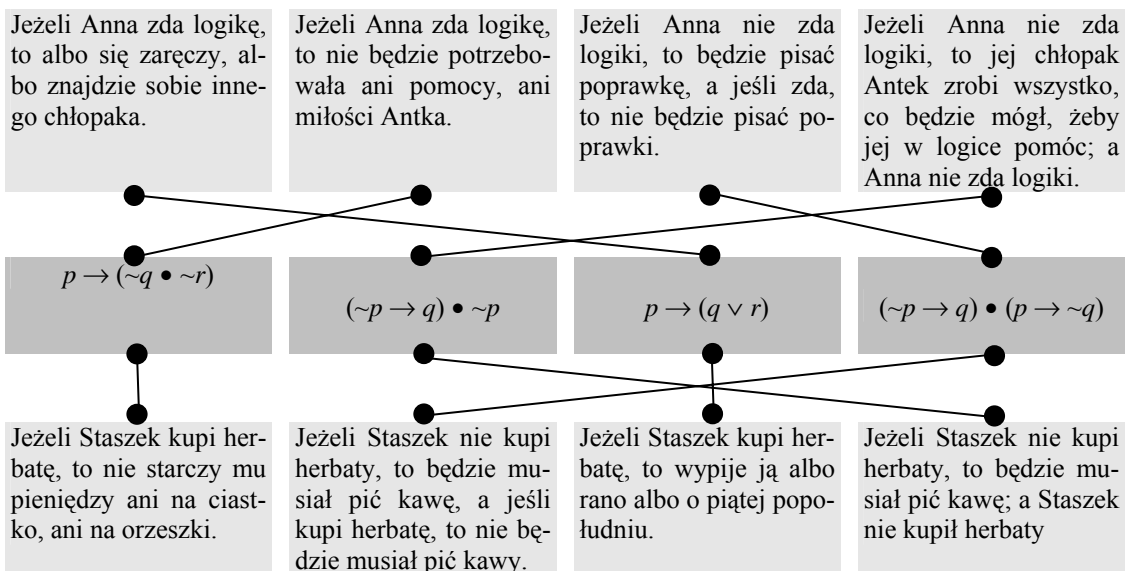 Jeżeli Anna zda logikę,
to albo się zaręczy, al-
bo znajdzie sobie inne-
go chłopaka.
Jeżeli Anna zda logikę,
to nie będzie potrzebo-
wała ani pomocy, ani
miłości Antka.
Jeżeli Anna nie zda
logiki, to będzie pisać
poprawkę, a jeśli zda,
to nie będzie pisać po-
prawki.
Jeżeli Anna nie zda
logiki, to jej chłopak
Antek zrobi wszystko,
co będzie mógł, żeby
jej w logice pomóc; a
Anna nie zda logiki.
p → (~q • ~r)
(~p → q) • ~p
p → (q ∨ r)
(~p → q) • (p → ~q)
Jeżeli Staszek kupi her-
batę, to nie starczy mu
pieniędzy ani na ciast-
ko, ani na orzeszki.
Jeżeli Staszek nie kupi
herbaty, to będzie mu-
siał pić kawę, a jeśli
kupi herbatę, to nie bę-
dzie musiał pić kawy.
Jeżeli Staszek kupi her-
batę, to wypije ją albo
rano albo o piątej popo-
łudniu.
Jeżeli Staszek nie kupi
herbaty, to będzie mu-
siał pić kawę; a Staszek
nie kupił herbaty